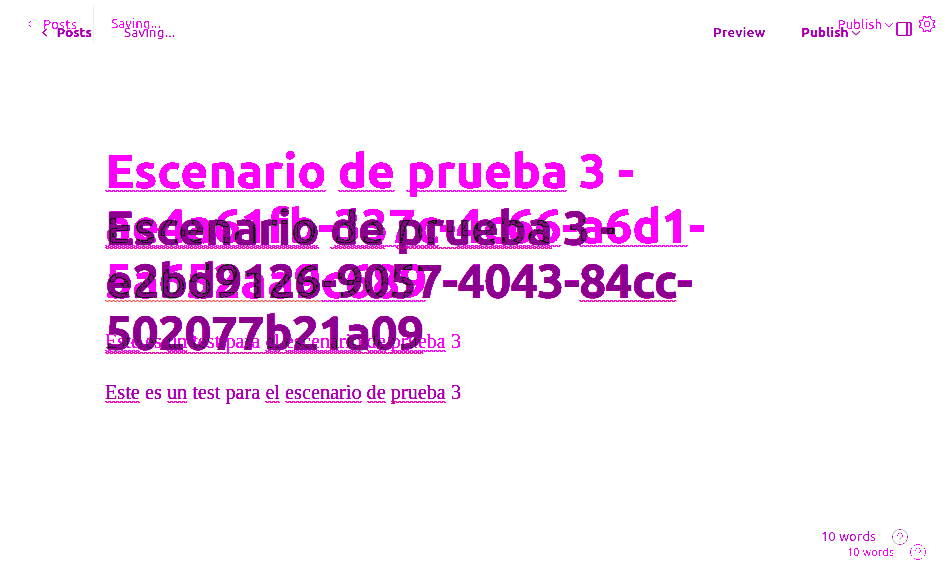 Posts Saving...
Publish
Posts Saving... Preview Publish
Escenario de prueba 3 -
Escenario de prueba 3 -
e2bd9126-9057-4043-84cc-
502077b21a09
Este es un test para el escenario de prueba 3
Este es un test para el escenario de prueba 3
10 words
10 words